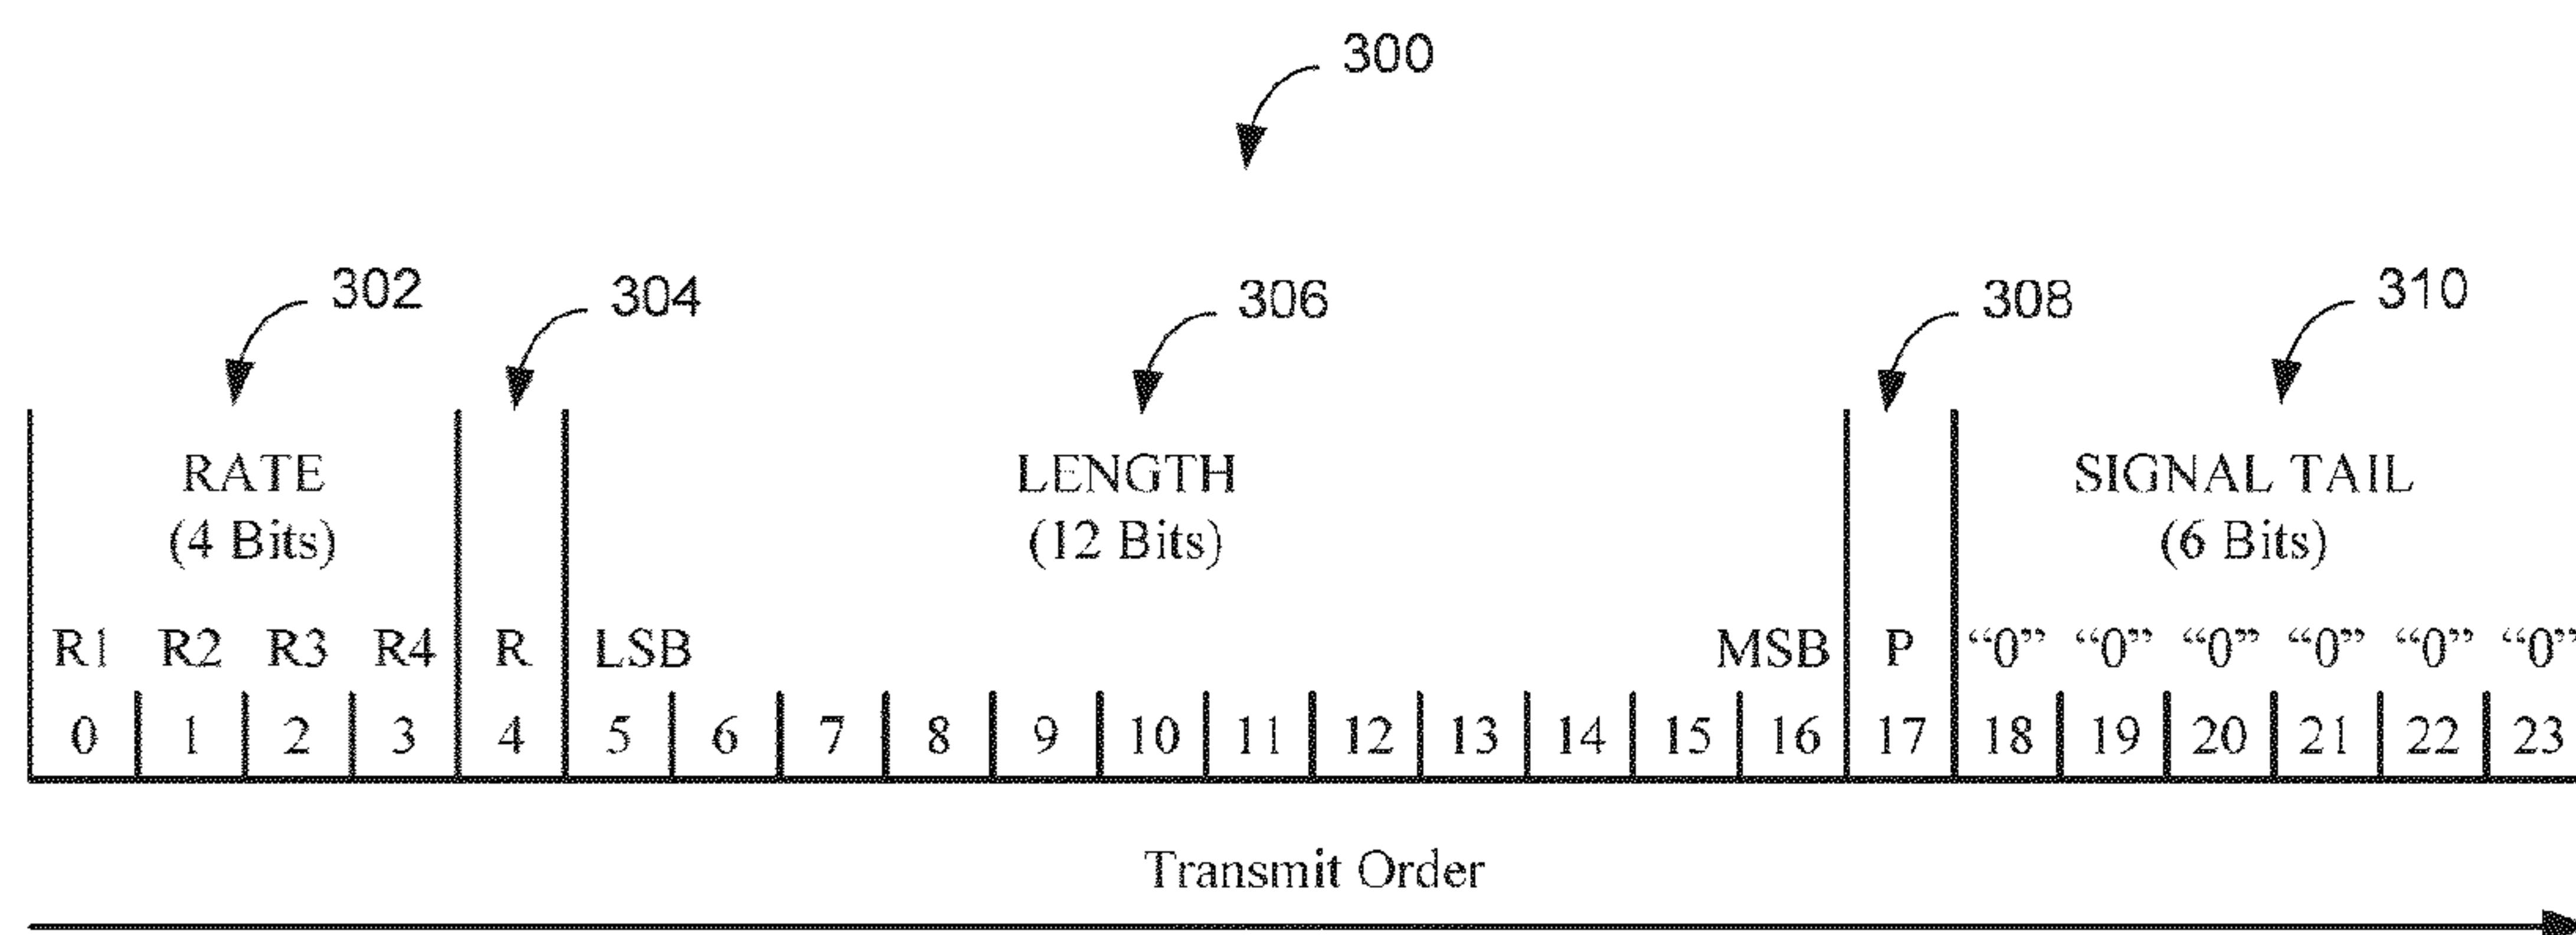 300
302 304 306 308 310
RATE LENGTH SIGNAL TAIL
(4 Bits) (12 Bits) (6 Bits)
R1 R2 R3 R4 R LSB MSB P “0” “0” “0” “0” “0” “0”
0 1 2 3 4 5 6 7 8 9 10 11 12 13 14 15 16 17 18 19 20 21 22 23
Transmit Order